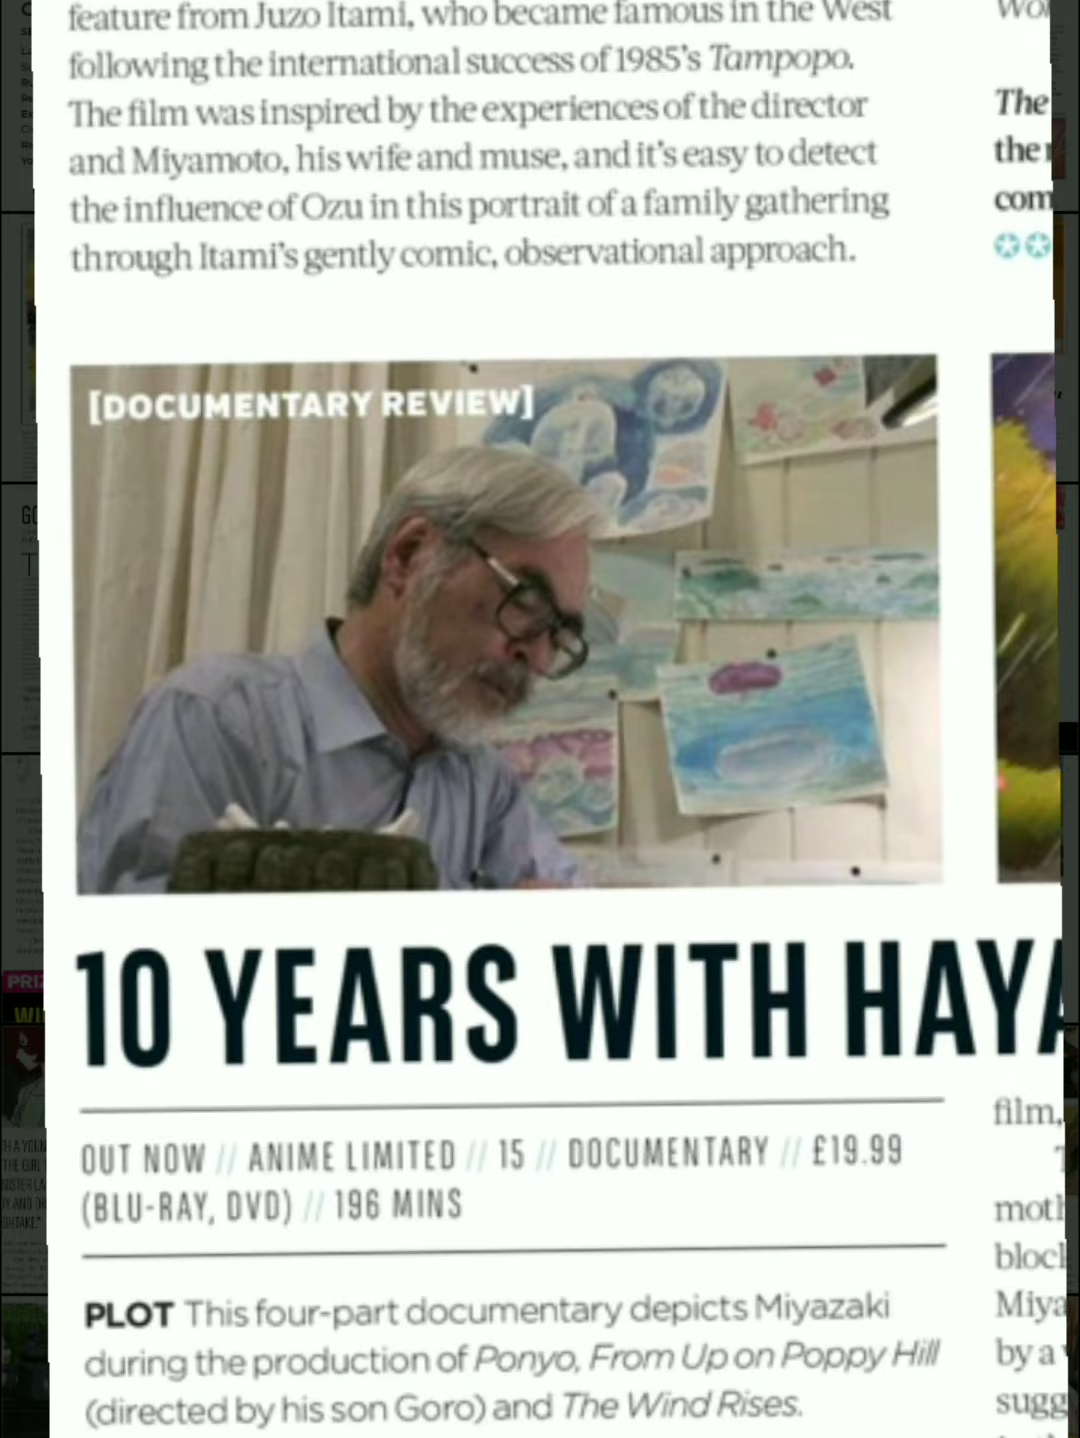 feature from Juzo Itami, who became famous in the West
following the international success of 1985's Tampopo.
The film was inspired by the experiences of the director
and Miyamoto, his wife and muse, and it's easy to detect
the influence of Ozu in this portrait of a family gathering
through Itami's gently comic, observational approach.
The
the
com
[DOCUMENTARY REVIEW]
10 YEARS WITH HAYA
OUT NOW // ANIME LIMITED // 15 // DOCUMENTARY // £19.99
(BLU-RAY, DVD) // 196 MINS
PLOT This four-part documentary depicts Miyazaki
during the production of Ponyo, From Up on Poppy Hill
(directed by his son Goro) and The Wind Rises.
film,
moth
block
Miya
by a
sugg